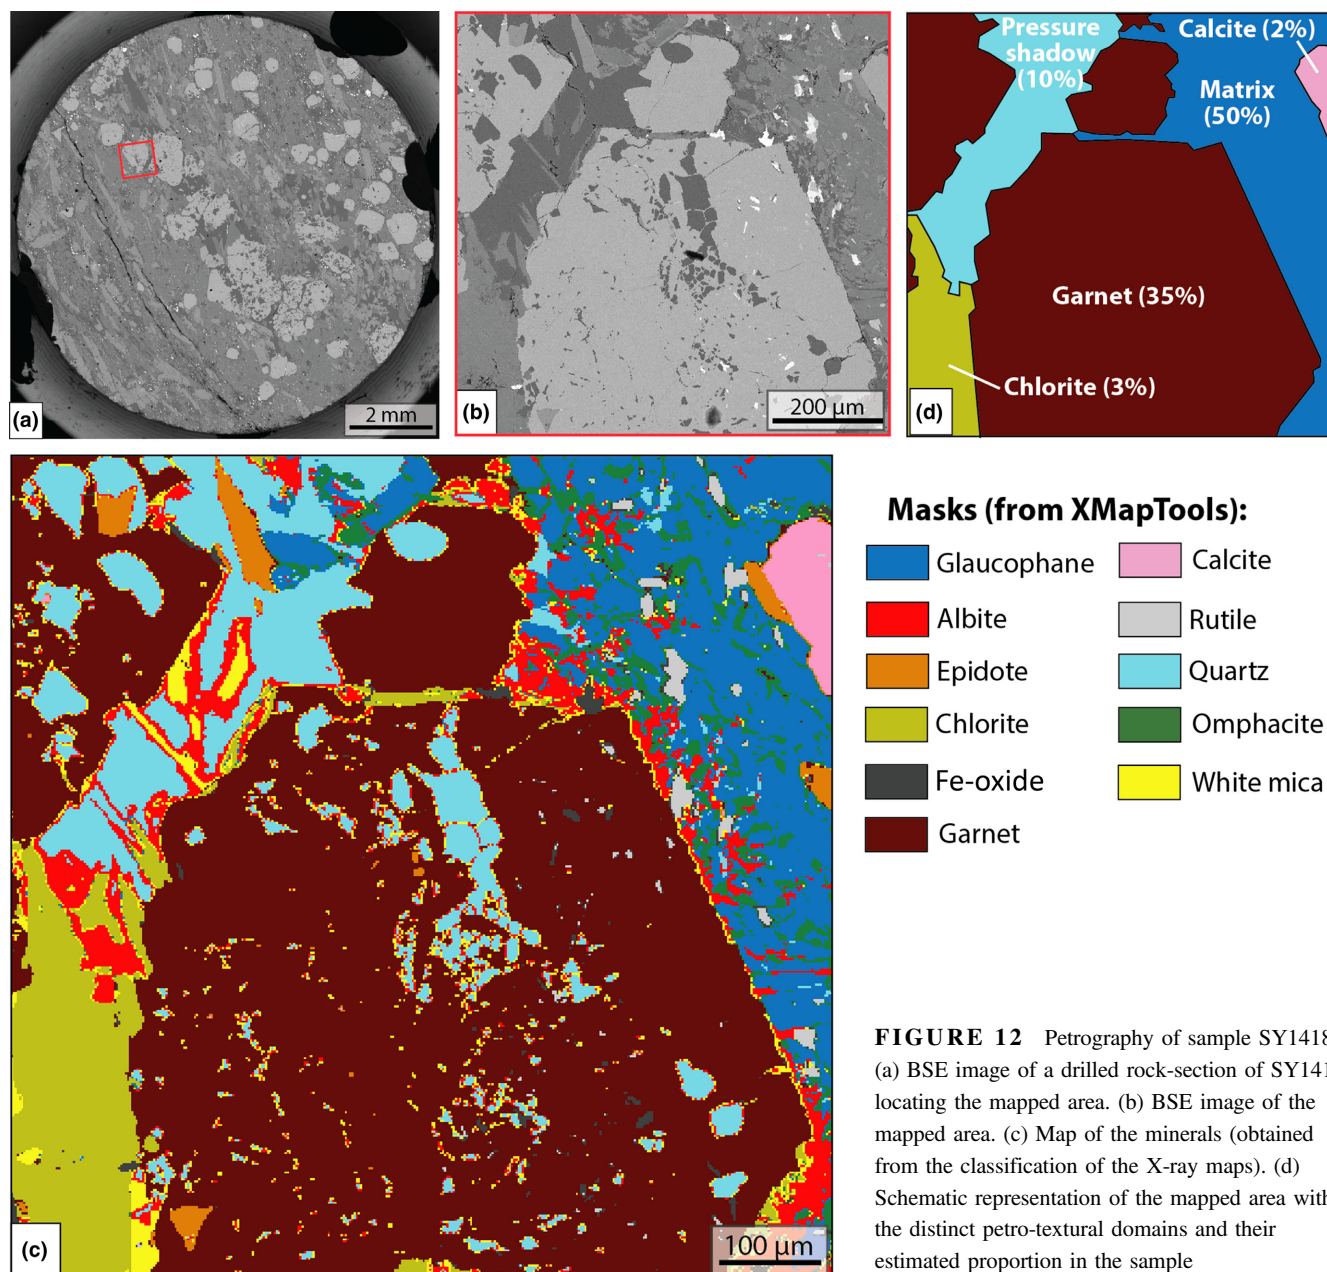 (a)
2 mm
(b)
200 µm
Pressure
shadow
(10%)
Calcite (2%)
Matrix
(50%)
Garnet (35%)
Chlorite (3%)
(d)
(c)
100 µm
Masks (from XMapTools):
Glaucophane
Calcite
Albite
Rutile
Epidote
Quartz
Chlorite
Omphacite
Fe-oxide
White mica
Garnet
FIGURE 12 Petrography of sample SY1418
(a) BSE image of a drilled rock-section of SY141
locating the mapped area. (b) BSE image of the
mapped area. (c) Map of the minerals (obtained
from the classification of the X-ray maps). (d)
Schematic representation of the mapped area with
the distinct petro-textural domains and their
estimated proportion in the sample